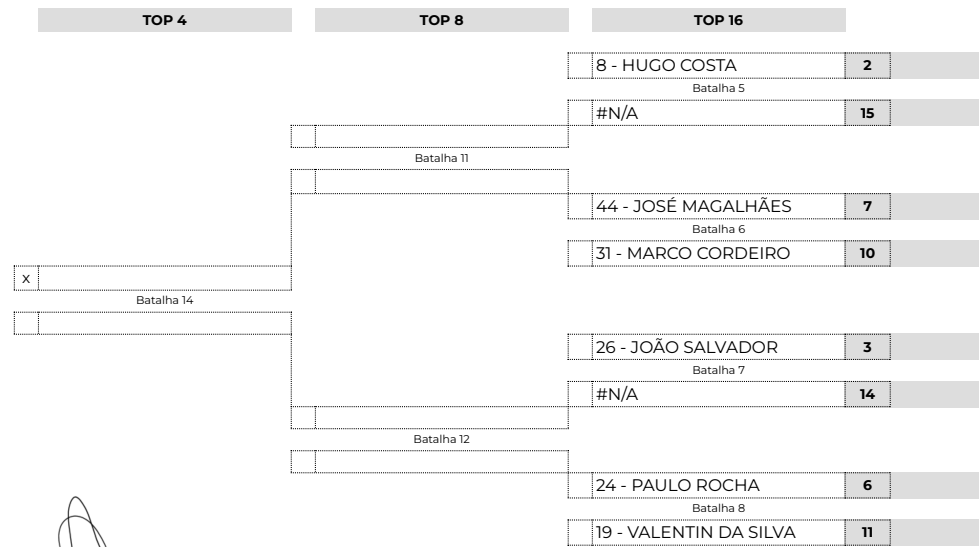 TOP 4 TOP 8 TOP 16
8 - HUGO COSTA 2
Batalha 5
#N/A 15
Batalha 11
44 - JOSÉ MAGALHÃES 7
Batalha 6
31 - MARCO CORDEIRO 10
x
Batalha 14
26 - JOÃO SALVADOR 3
Batalha 7
#N/A 14
Batalha 12
24 - PAULO ROCHA 6
Batalha 8
19 - VALENTIN DA SILVA 11